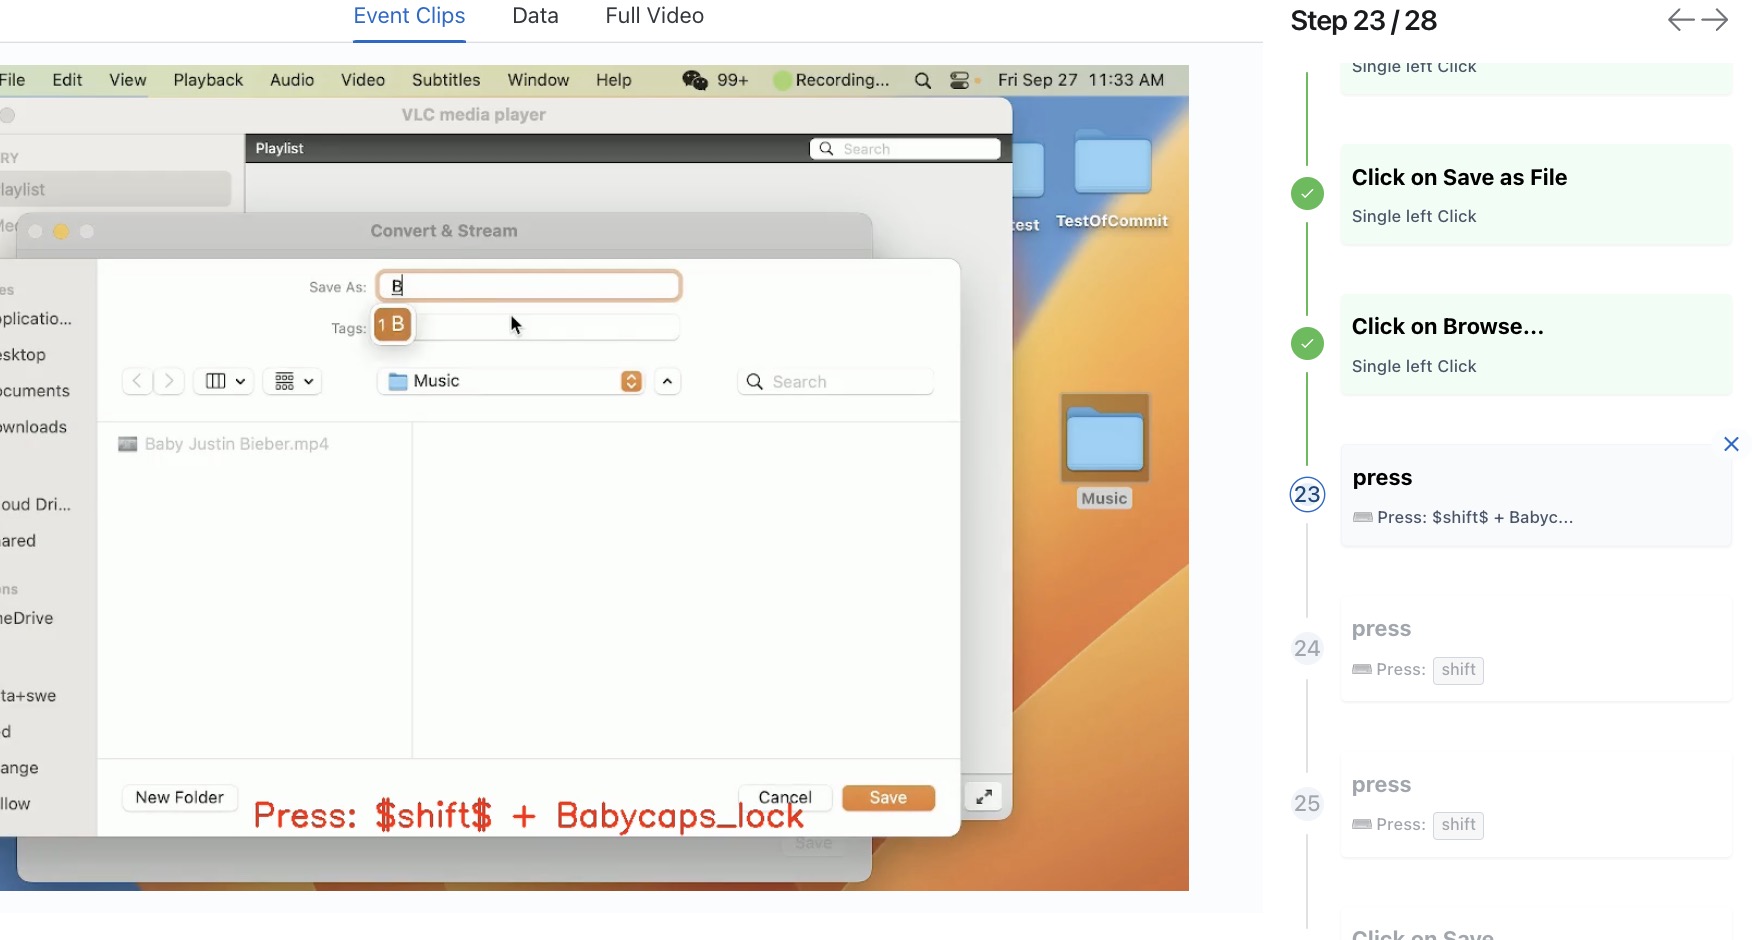 Event Clips Data Full Video
Step 23 / 28
File Edit View Playback Audio Video Subtitles Window Help 99+ Recording... Fri Sep 27 11:33 AM
VLC media player
RY
Playlist
Search
laylist
Med
Convert & Stream
test
TestOfCommit
es
Save As: B
plicatio...
Tags:
1 B
esktop
ocuments
Music
Search
ownloads
Baby Justin Bieber.mp4
Music
oud Dri...
ared
ons
neDrive
ta+swe
d
ange
llow
New Folder
Cancel
Save
Press: $shift$ + Babycaps_lock
Save
Single left Click
Click on Save as File
Single left Click
Click on Browse...
Single left Click
23
press
Press: $shift$ + Babyc...
24
press
Press: shift
25
press
Press: shift
Click on Save